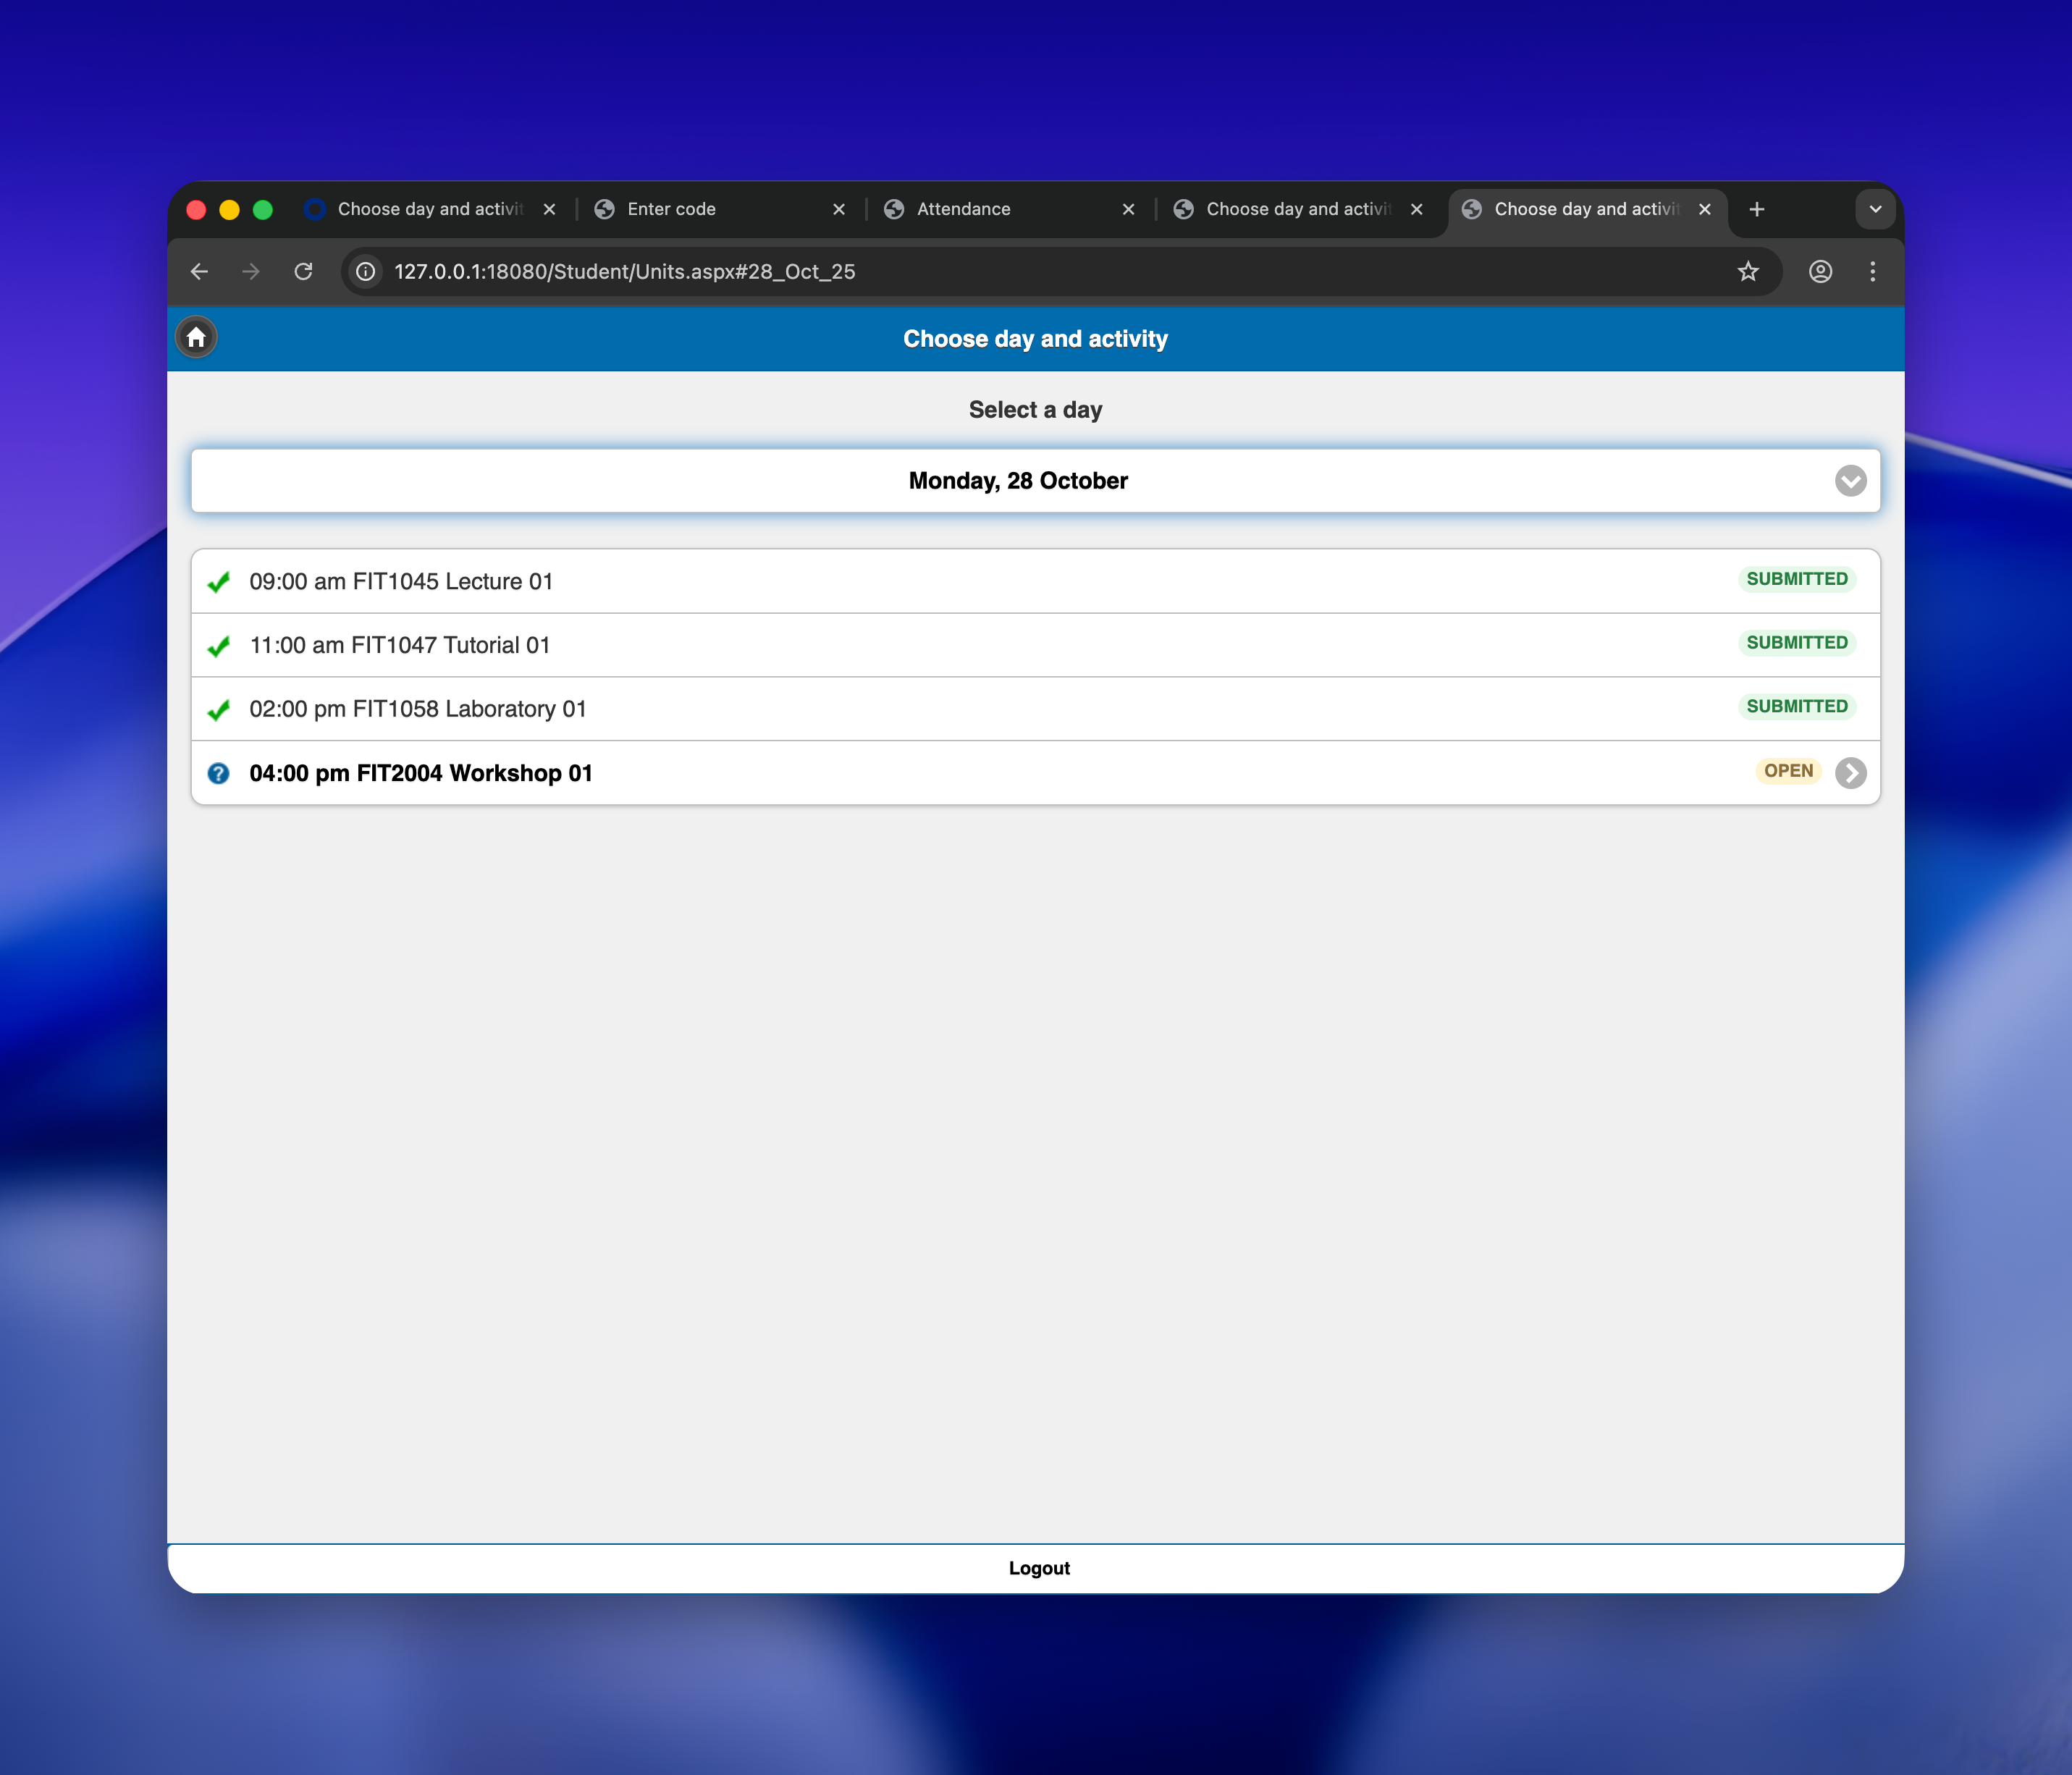 Choose day and activit
Enter code
Attendance
Choose day and activit
Choose day and activit
127.0.0.1:18080/Student/Units.aspx#28_Oct_25
Choose day and activity
Select a day
Monday, 28 October
09:00 am FIT1045 Lecture 01 SUBMITTED
11:00 am FIT1047 Tutorial 01 SUBMITTED
02:00 pm FIT1058 Laboratory 01 SUBMITTED
04:00 pm FIT2004 Workshop 01 OPEN
Logout